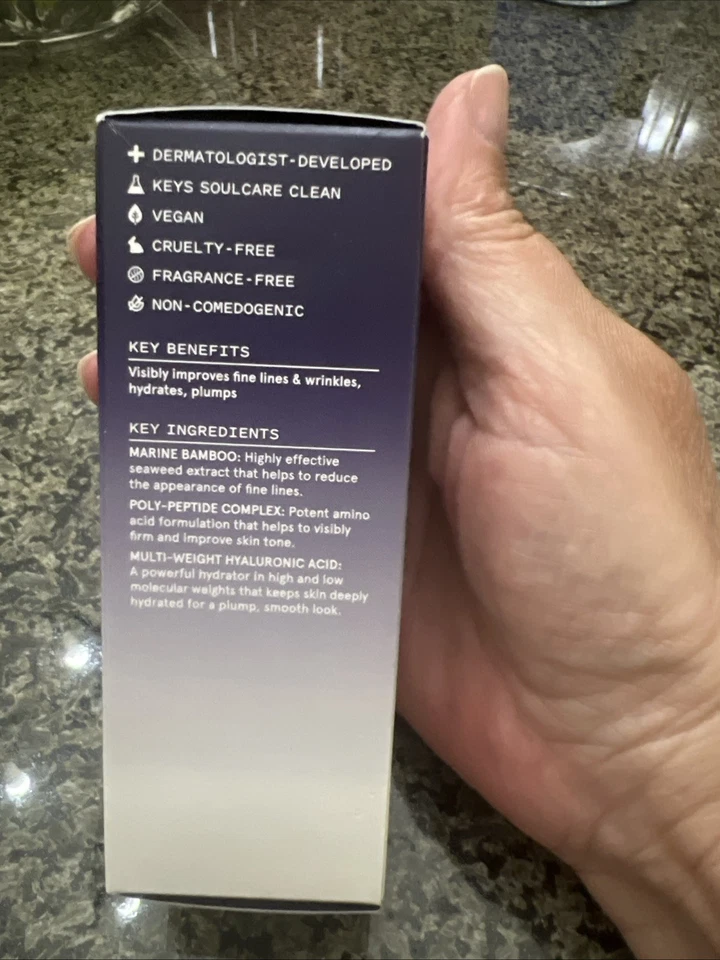 DERMATOLOGIST-DEVELOPED
KEYS SOULCARE CLEAN
VEGAN
CRUELTY-FREE
FRAGRANCE-FREE
NON-COMEDOGENIC
KEY BENEFITS
Visibly improves fine lines & wrinkles,
hydrates, plumps
KEY INGREDIENTS
MARINE BAMBOO: Highly effective
seaweed extract that helps to reduce
the appearance of fine lines.
POLY-PEPTIDE COMPLEX: Potent amino
acid formulation that helps to visibly
firm and improve skin tone.
MULTI-WEIGHT HYALURONIC ACID:
A powerful hydrator in high and low
molecular weights that keeps skin deeply
hydrated for a plump, smooth look.